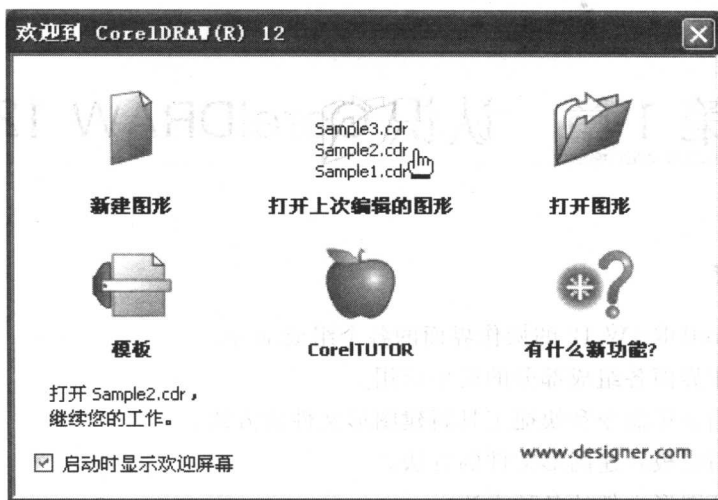 欢迎到 CorelDRAW(R) 12
Sample3.cdr
Sample2.cdr
Sample1.cdr
新建图形
打开上次编辑的图形
打开图形
模板
CorelTUTOR
有什么新功能?
打开 Sample2.cdr,
继续您的工作。
启动时显示欢迎屏幕
www.designer.com